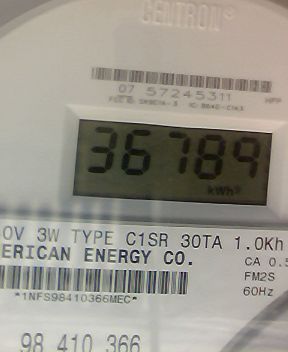 CENTRON®
07 57245311
36789
kWh
0V 3W TYPE C1SR 30TA 1.0Kh
ERICAN ENERGY CO.
CA 0.5
FM2S
*1NFS98410366MEC*
60Hz
98 410 366